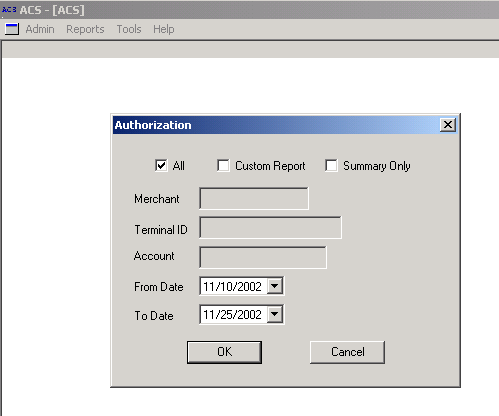 ACS ACS - [ACS]
Admin Reports Tools Help
Authorization
All Custom Report Summary Only
Merchant
Terminal ID
Account
From Date 11/10/2002
To Date 11/25/2002
OK Cancel